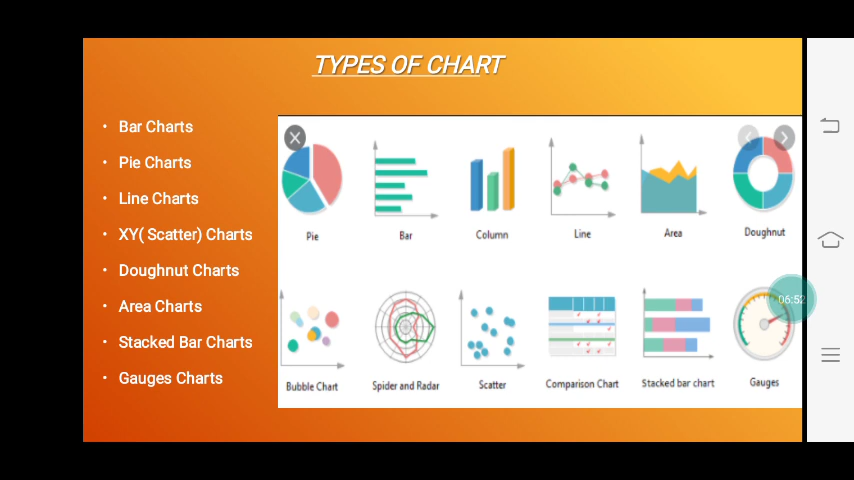 TYPES OF CHART
• Bar Charts
• Pie Charts
• Line Charts
• XY( Scatter) Charts
• Doughnut Charts
• Area Charts
• Stacked Bar Charts
• Gauges Charts
Pie Bar Column Line Area Doughnut
Bubble Chart Spider and Radar Scatter Comparison Chart Stacked bar chart Gauges
06:52